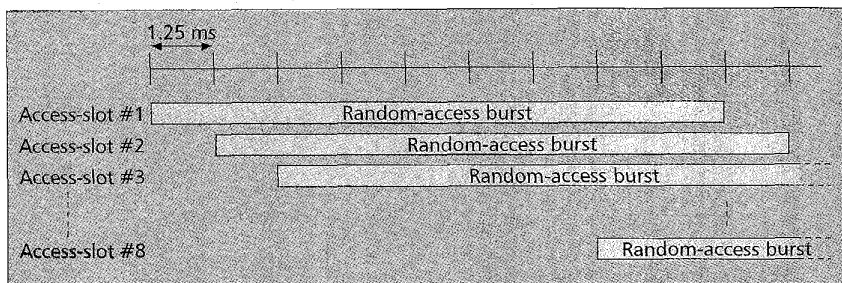 1.25 ms
Access-slot #1 Random-access burst
Access-slot #2 Random-access burst
Access-slot #3 Random-access burst
Access-slot #8 Random-access burst